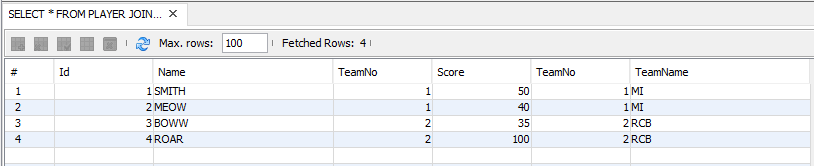 SELECT * FROM PLAYER JOIN... ×
Max. rows: 100 Fetched Rows: 4
# Id Name TeamNo Score TeamNo TeamName
1 1 SMITH 1 50 1 MI
2 2 MEOW 1 40 1 MI
3 3 BOWW 2 35 2 RCB
4 4 ROAR 2 100 2 RCB